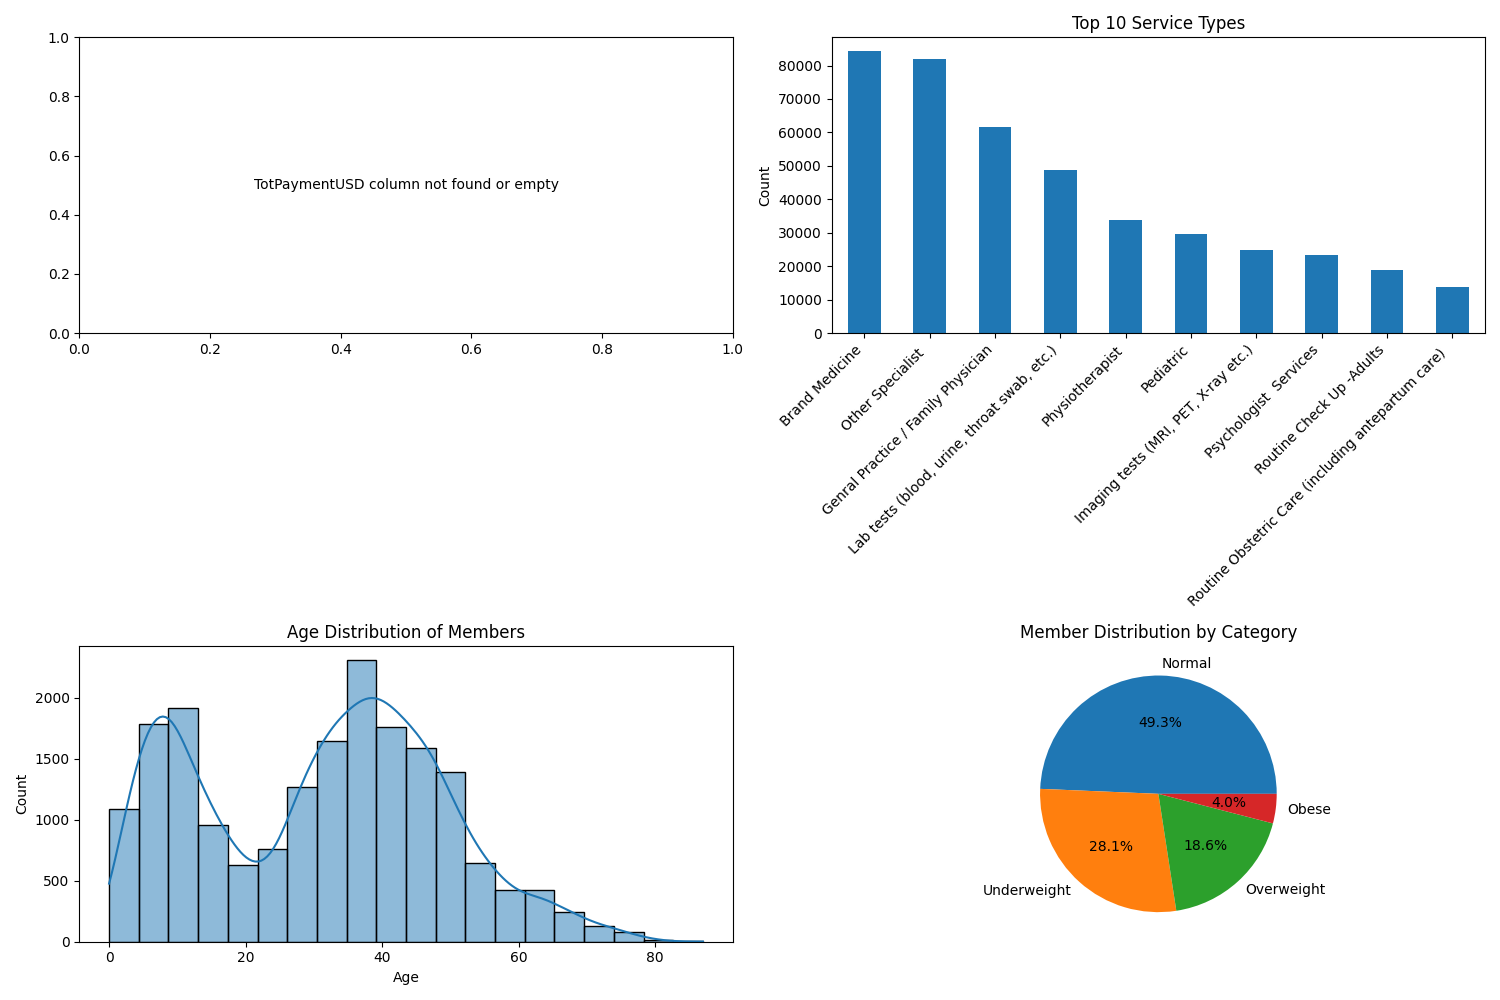 1.0
0.8
0.6
0.4
0.2
0.0
TotPaymentUSD column not found or empty
0.0 0.2 0.4 0.6 0.8 1.0
Top 10 Service Types
Count
80000
70000
60000
50000
40000
30000
20000
10000
0
Brand Medicine
Other Specialist
Genral Practice / Family Physician
Lab tests (blood, urine, throat swab, etc.)
Physiotherapist
Pediatric
Imaging tests (MRI, PET, X-ray etc.)
Psychologist  Services
Routine Check Up -Adults
Routine Obstetric Care (including antepartum care)
Age Distribution of Members
Count
2000
1500
1000
500
0
0 20 40 60 80
Age
Member Distribution by Category
Normal
49.3%
4.0%
Obese
28.1%
18.6%
Underweight
Overweight